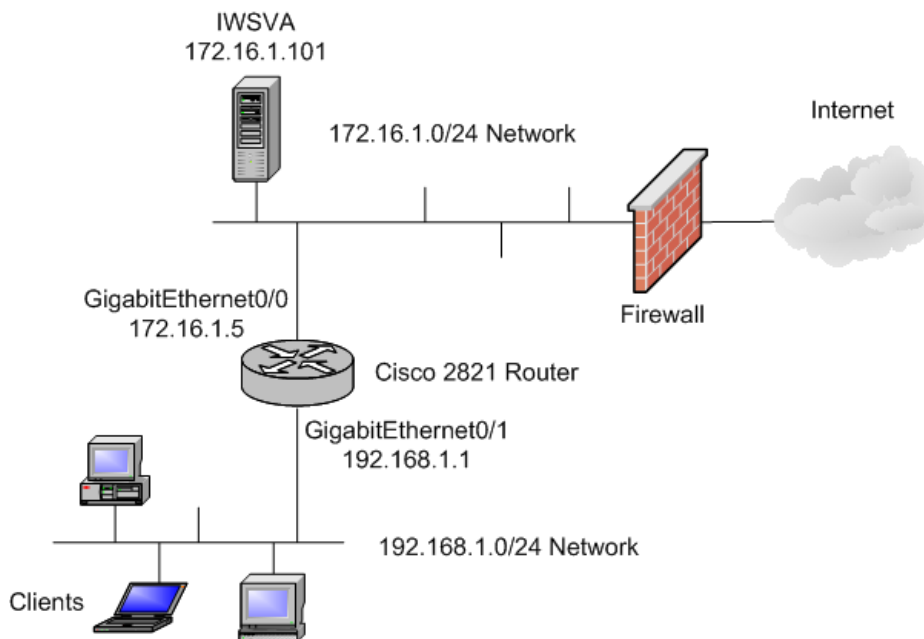 IWSVA
172.16.1.101
172.16.1.0/24 Network
Internet
Firewall
GigabitEthernet0/0
172.16.1.5
Cisco 2821 Router
GigabitEthernet0/1
192.168.1.1
192.168.1.0/24 Network
Clients